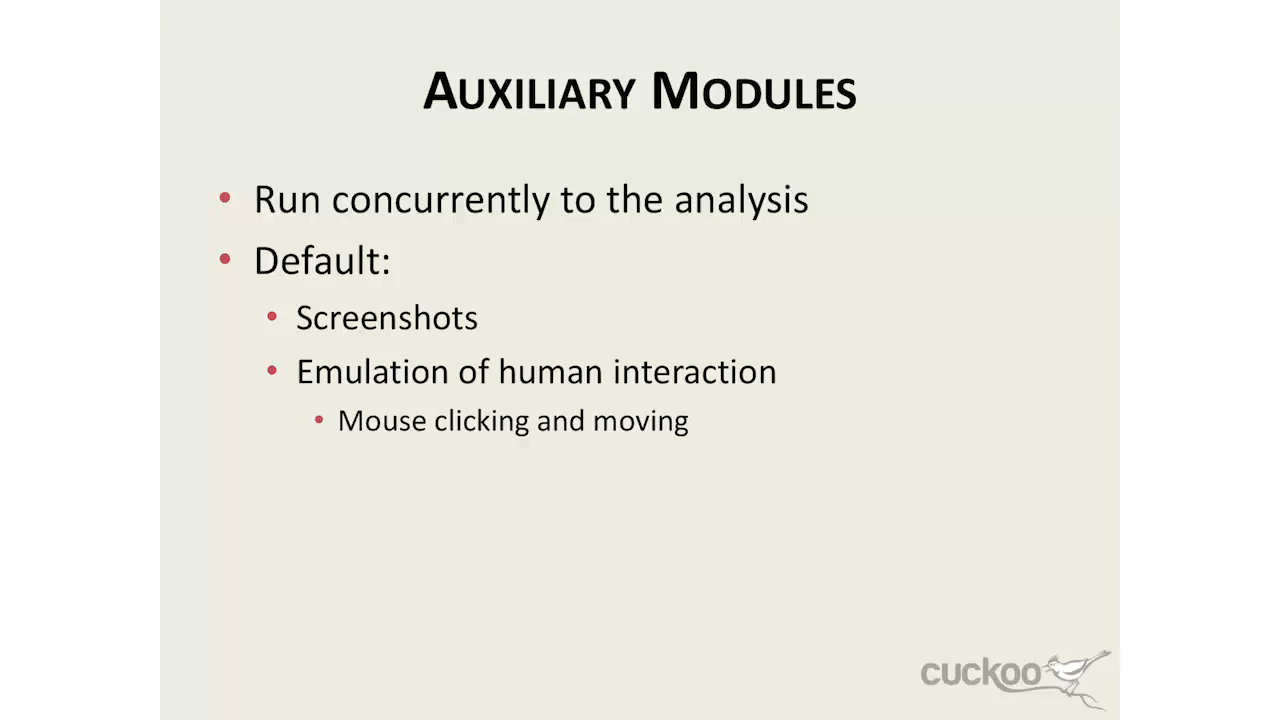 AUXILIARY MODULES
• Run concurrently to the analysis
• Default:
• Screenshots
• Emulation of human interaction
• Mouse clicking and moving
cuckoo